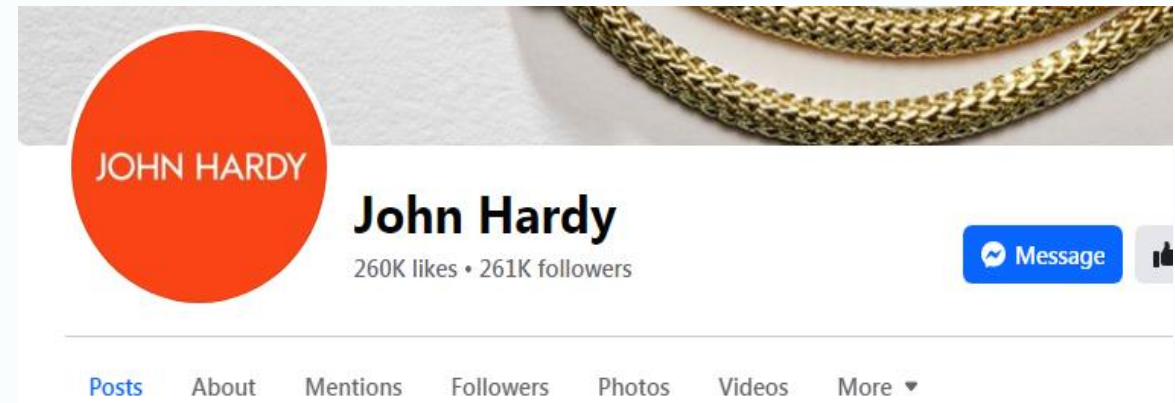 JOHN HARDY
John Hardy
260K likes • 261K followers
Message
Posts About Mentions Followers Photos Videos More